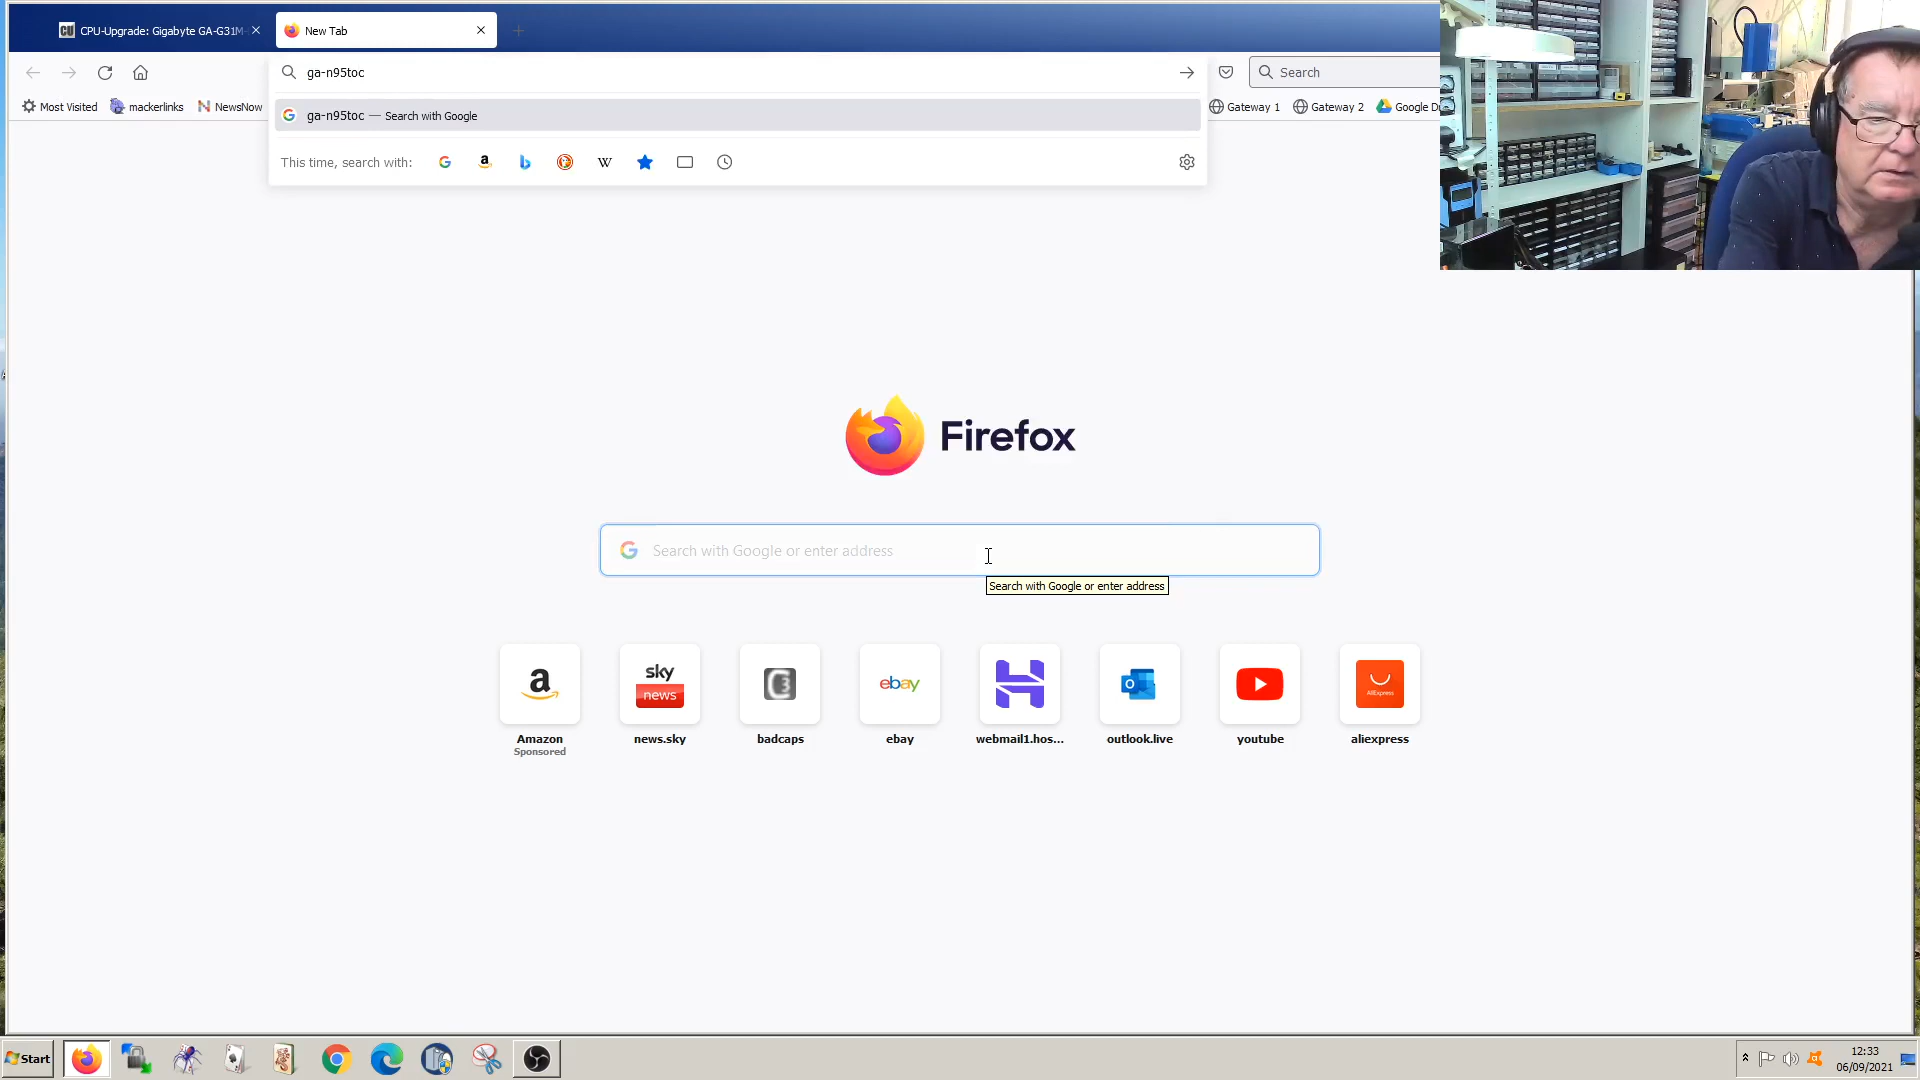 CU CPU-Upgrade: Gigabyte GA-G31M-
New Tab
ga-n95toc
Search
Most Visited
mackerlinks
NewsNow
Gateway 1
Gateway 2
Google D
ga-n95toc — Search with Google
This time, search with:
Firefox
Search with Google or enter address
Search with Google or enter address
a
sky
news
ebay
AliExpress
Amazon
Sponsored
news.sky
badcaps
ebay
webmail1.hos...
outlook.live
youtube
aliexpress
Start
12:33
06/09/2021